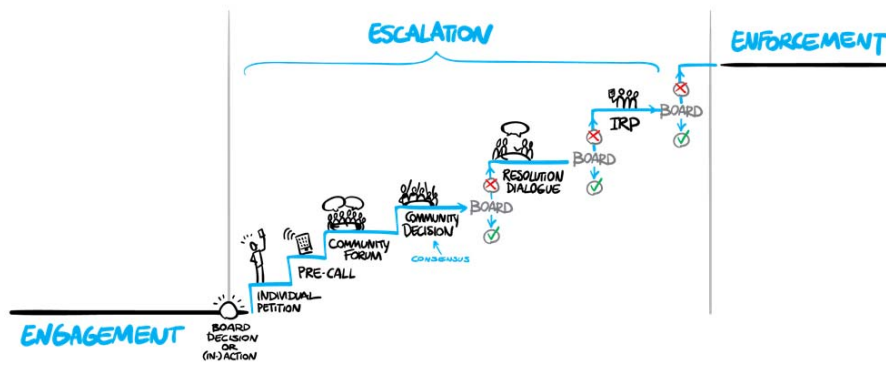 ESCALATION
ENFORCEMENT
IRP
BOARD
BOARD
RESOLUTION
DIALOGUE
BOARD
COMMUNITY
DECISION
CONSENSUS
COMMUNITY
FORUM
PRE-CALL
INDIVIDUAL
PETITION
ENGAGEMENT
BOARD
DECISION
OR
(IN-)ACTION